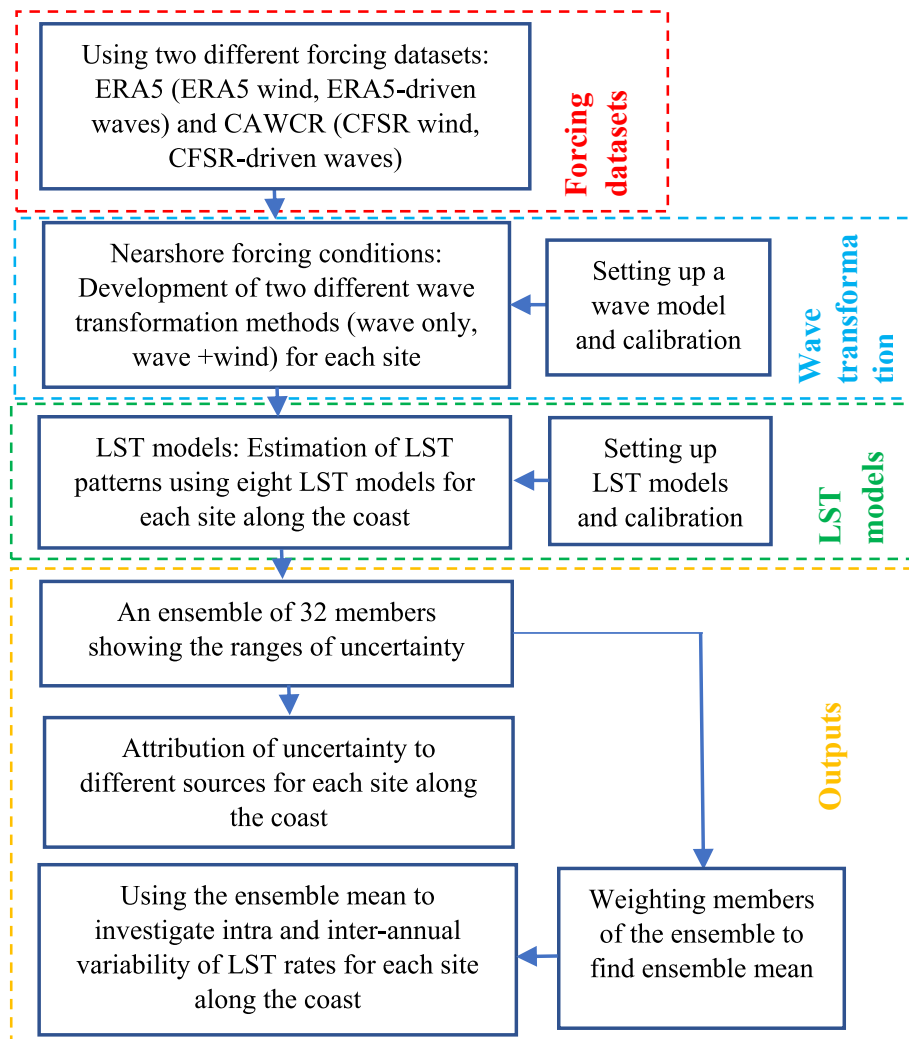 Using two different forcing datasets:
ERA5 (ERA5 wind, ERA5-driven
waves) and CAWCR (CFSR wind,
CFSR-driven waves)
Forcing
datasets
Nearshore forcing conditions:
Development of two different wave
transformation methods (wave only,
wave +wind) for each site
Setting up a
wave model
and calibration
Wave
transforma
tion
LST models: Estimation of LST
patterns using eight LST models for
each site along the coast
Setting up
LST models
and calibration
LST
models
An ensemble of 32 members
showing the ranges of uncertainty
Attribution of uncertainty to
different sources for each site along
the coast
Using the ensemble mean to
investigate intra and inter-annual
variability of LST rates for each site
along the coast
Weighting members
of the ensemble to
find ensemble mean
Outputs